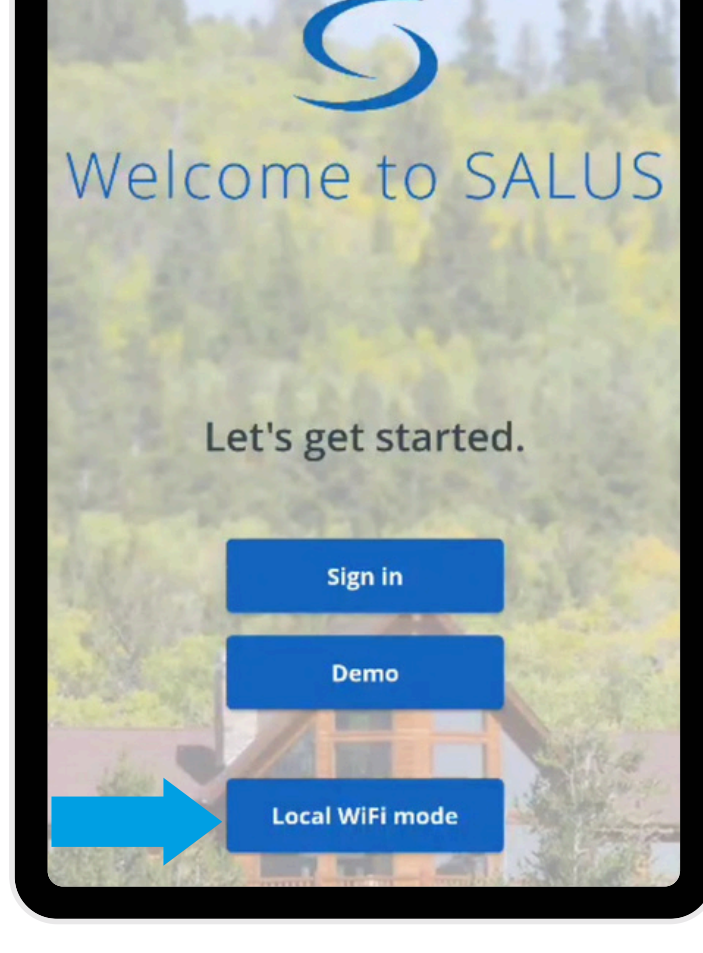 Welcome to SALUS
Let's get started.
Sign in
Demo
Local WiFi mode